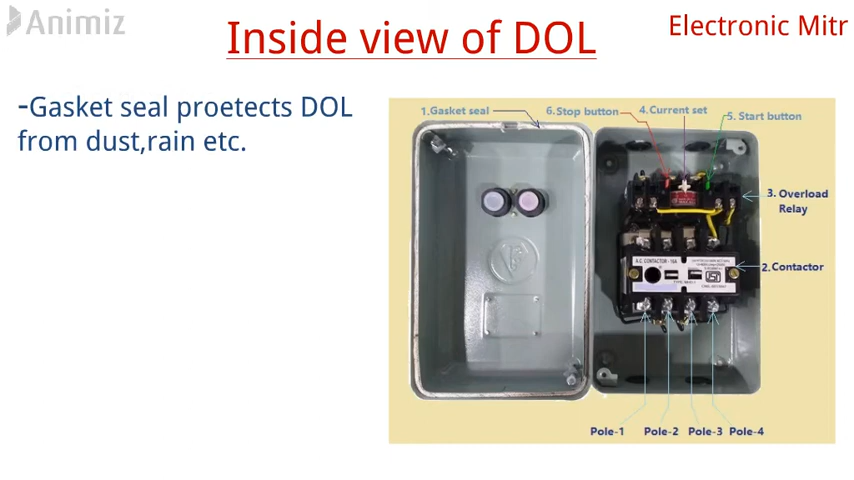 Animiz
Inside view of DOL
Electronic Mitr
-Gasket seal proetects DOL
from dust,rain etc.
1.Gasket seal
6.Stop button
4.Current set
5. Start button
3. Overload
Relay
A.C. CONTACTOR - 16A
2.Contactor
Pole-1
Pole-2
Pole-3
Pole-4